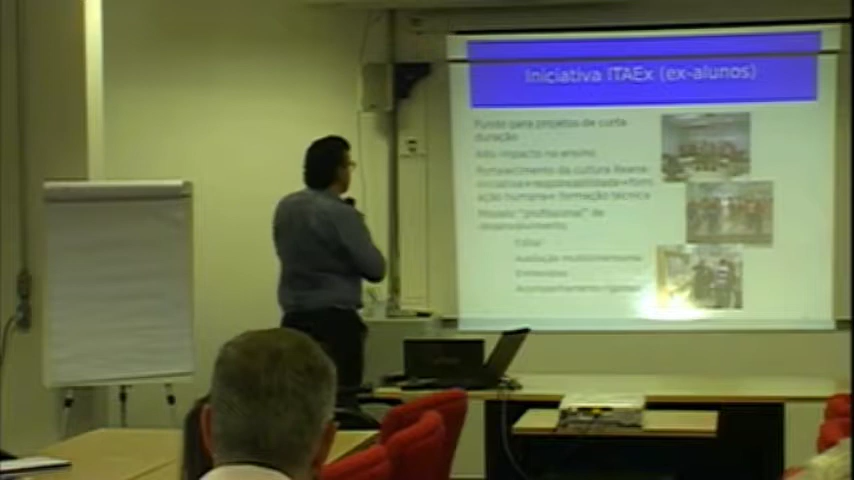 Iniciativa ITAEx (ex-alunos)
Fundo para projetos de curta
duração
Alto impacto no ensino
Fortalecimento da cultura iteana:
iniciativa+responsabilidade+form
ação humana+ formação técnica
Modelo "profissional" de
desenvolvimento
Edital
Avaliação multidimensional
Entrevistas
Acompanhamento